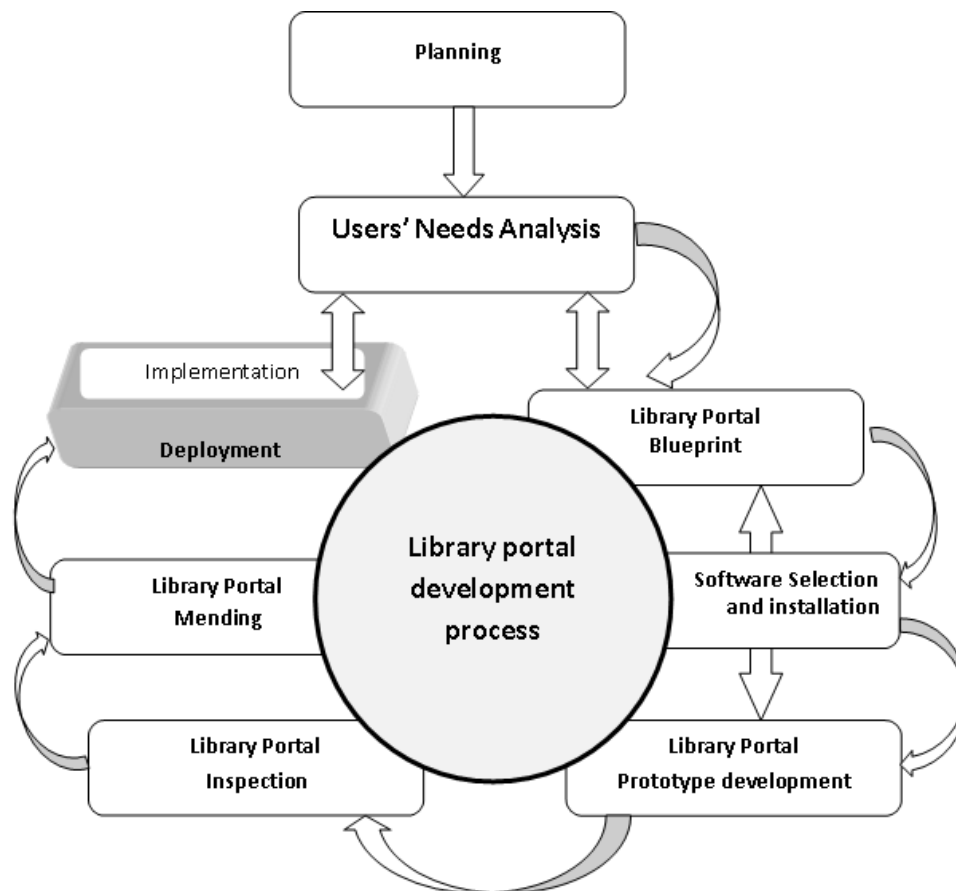 Planning
Users’ Needs Analysis
Implementation
Deployment
Library Portal
Blueprint
Library portal
development
process
Software Selection
and installation
Library Portal
Mending
Library Portal
Prototype development
Library Portal
Inspection